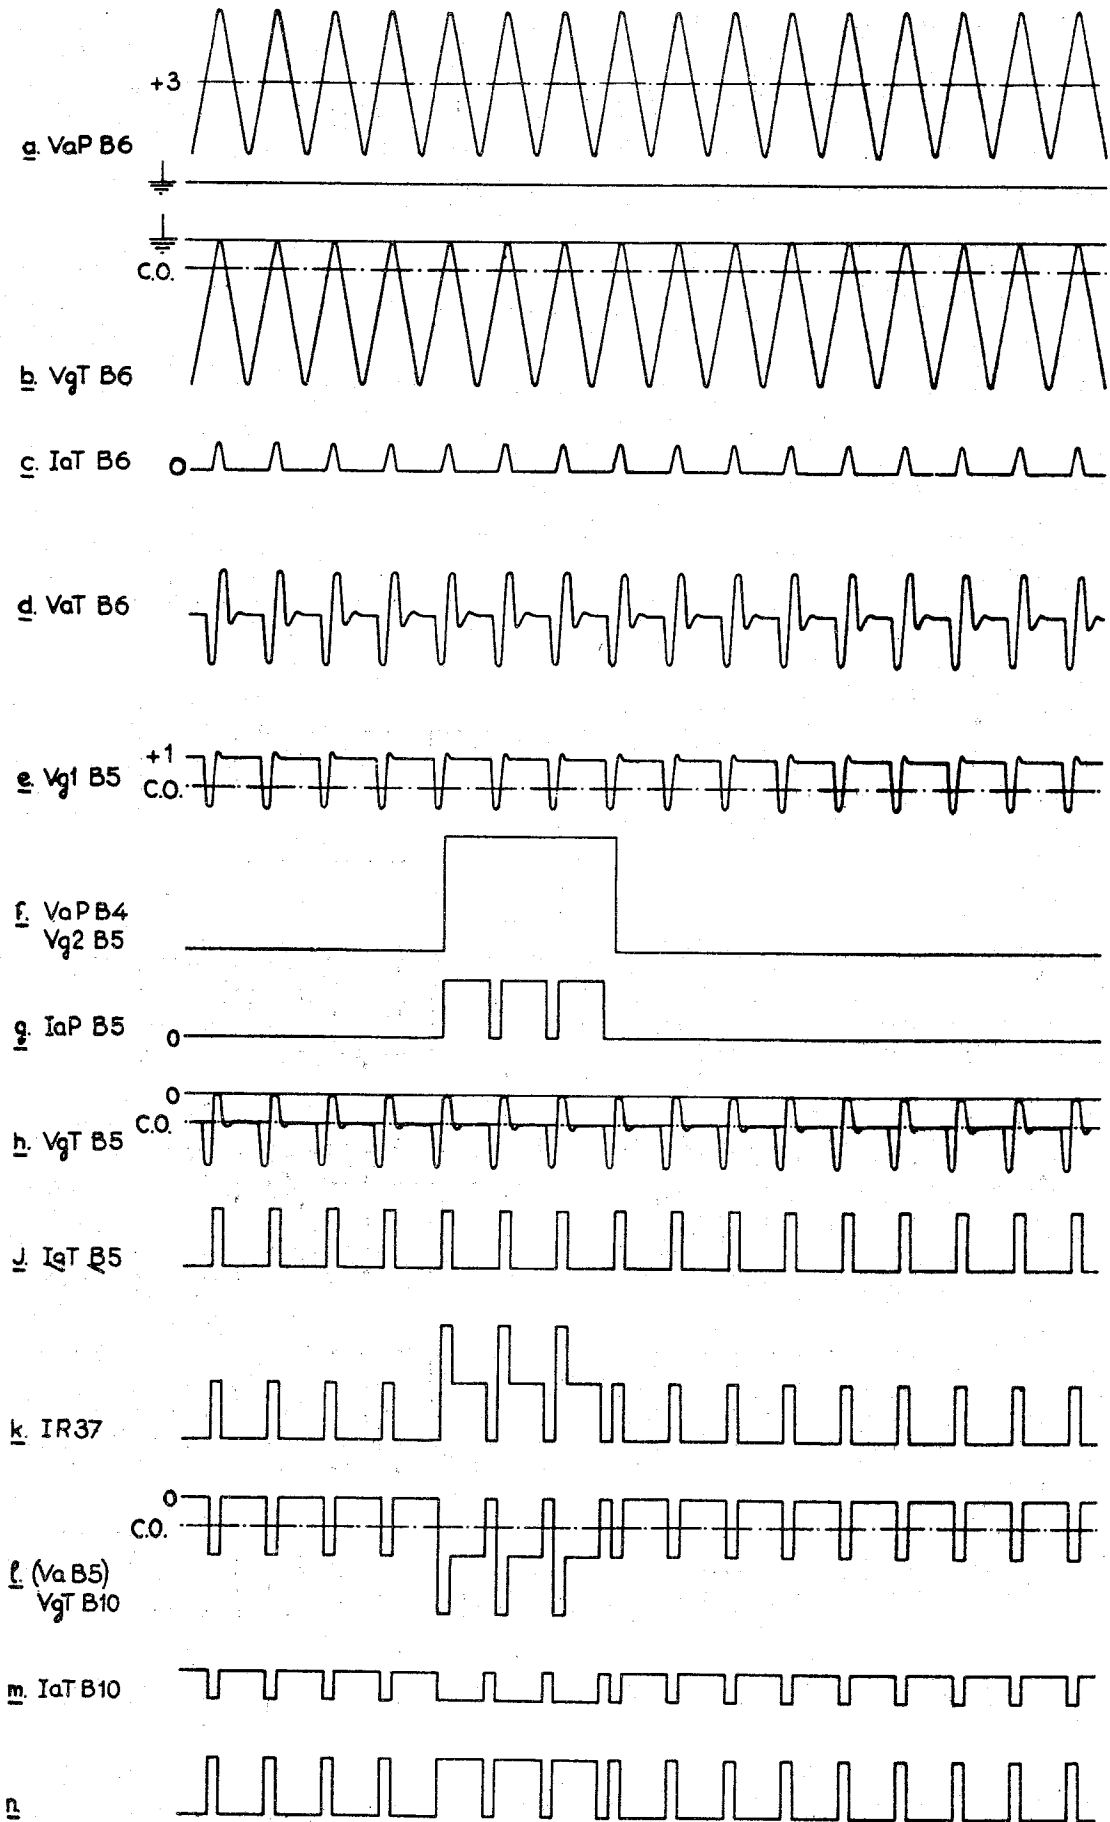 +3
a. VaP B6
C.O.
b. VgT B6
c. IaT B6 0
d. VaT B6
+1
e. Vg1 B5
C.O.
f. VaP B4
Vg2 B5
g. IaP B5 0
0
C.O.
h. VgT B5
j. IaT B5
k. IR37
0
C.O.
l. (Va B5)
VgT B10
m. IaT B10
n